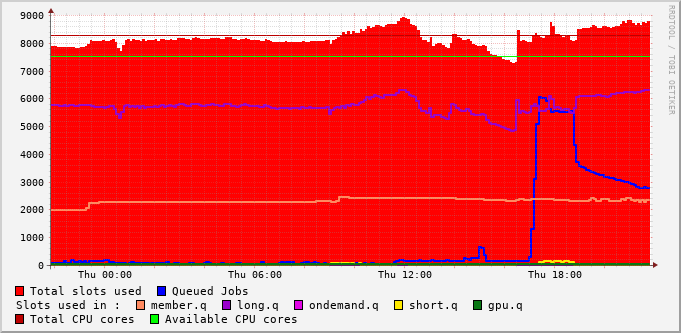 9000
8000
7000
6000
5000
4000
3000
2000
1000
0
Thu 00:00 Thu 06:00 Thu 12:00 Thu 18:00
RRDTOOL / TOBI OETIKER
Total slots used Queued Jobs
Slots used in : member.q long.q ondemand.q short.q gpu.q
Total CPU cores Available CPU cores